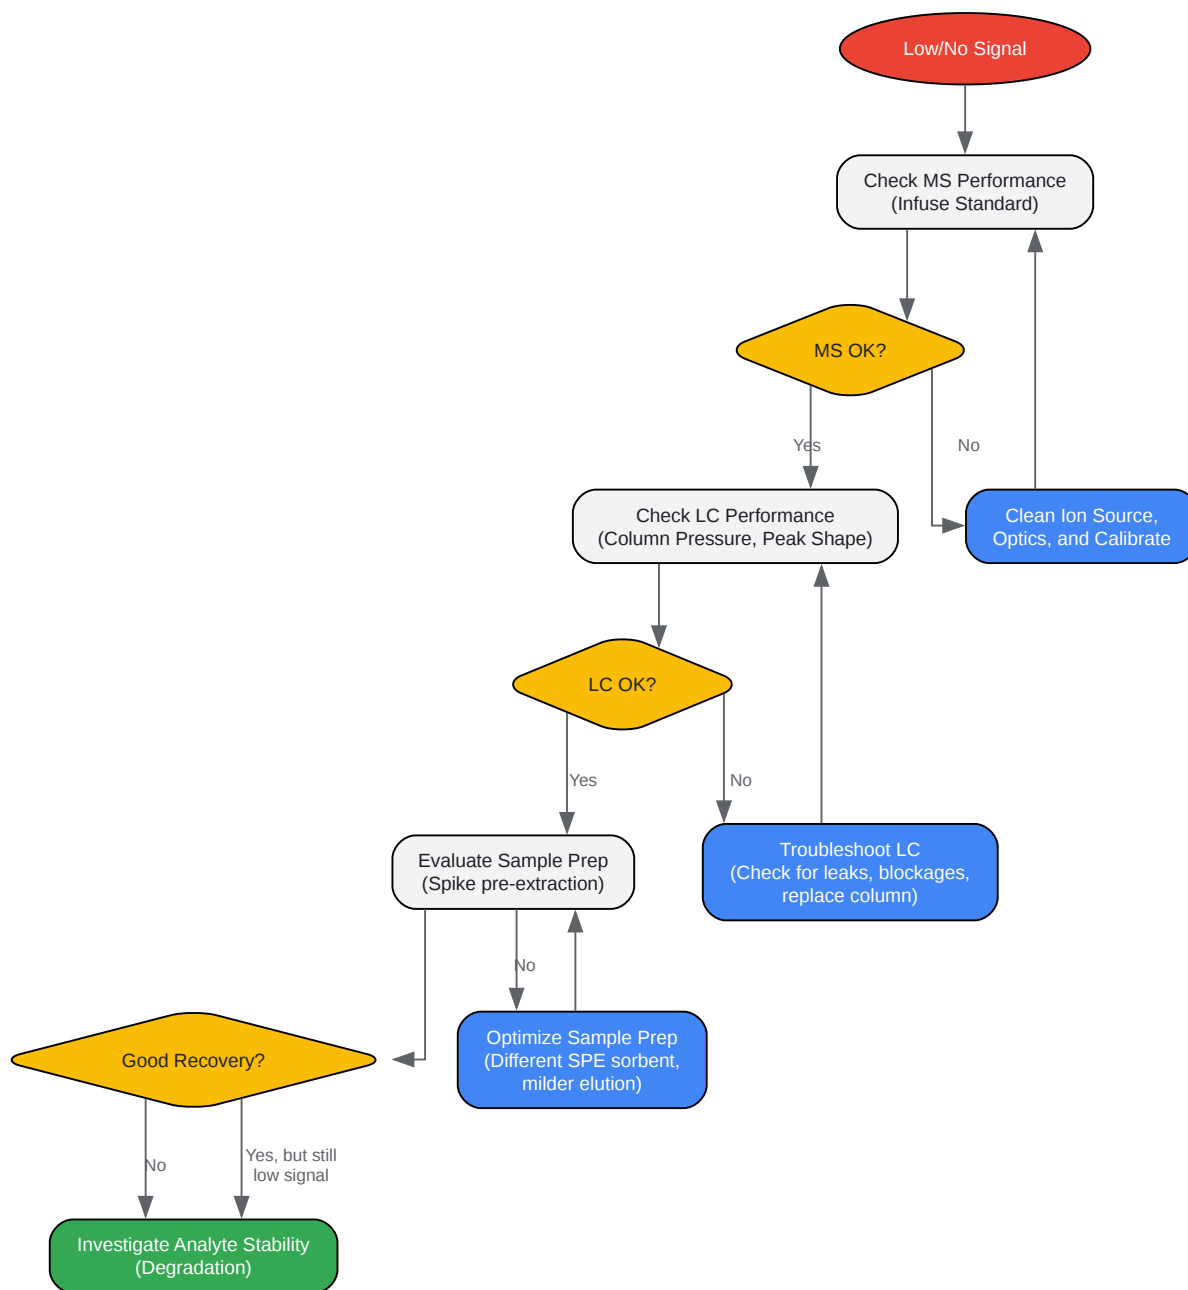 Low/No Signal
Check MS Performance
(Infuse Standard)
MS OK?
Yes
No
Check LC Performance
(Column Pressure, Peak Shape)
Clean Ion Source,
Optics, and Calibrate
LC OK?
Yes
No
Evaluate Sample Prep
(Spike pre-extraction)
Troubleshoot LC
(Check for leaks, blockages,
replace column)
No
Good Recovery?
Optimize Sample Prep
(Different SPE sorbent,
milder elution)
No
Yes, but still
low signal
Investigate Analyte Stability
(Degradation)